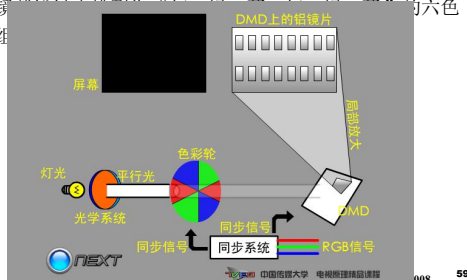 的六色
DMD上的铝镜片
屏幕
局部放大
色彩轮
灯光
平行光
光学系统
DMD
同步信号
同步信号
同步系统
RGB信号
NEXT
中国传媒大学 电视原理精品课程
59